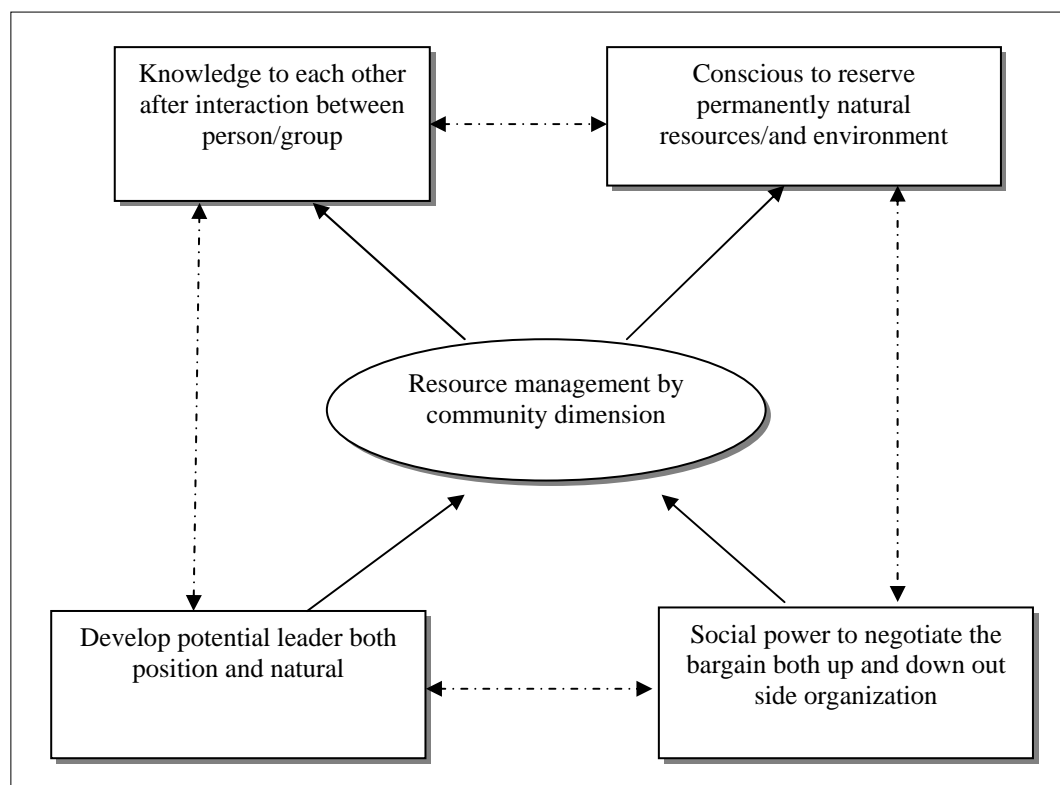 Knowledge to each other
after interaction between
person/group
Conscious to reserve
permanently natural
resources/and environment
Resource management by
community dimension
Develop potential leader both
position and natural
Social power to negotiate the
bargain both up and down out
side organization